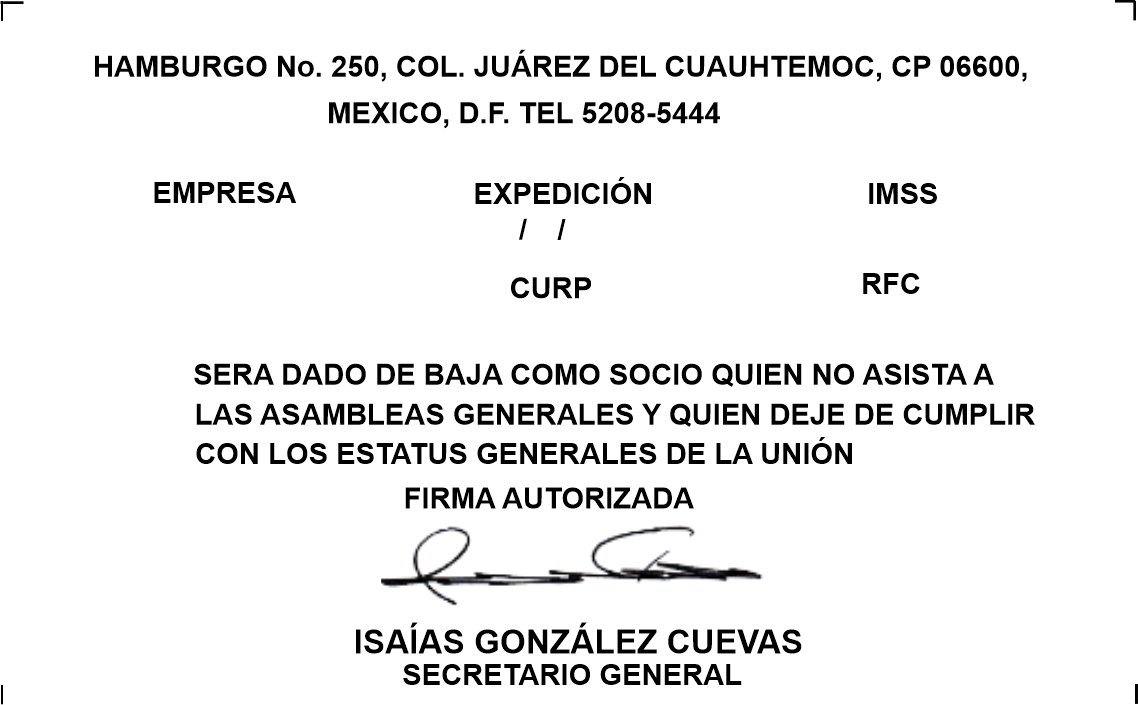 HAMBURGO No. 250, COL. JUÁREZ DEL CUAUHTEMOC, CP 06600,
MEXICO, D.F. TEL 5208-5444
EMPRESA EXPEDICIÓN IMSS
/ /
CURP RFC
SERA DADO DE BAJA COMO SOCIO QUIEN NO ASISTA A
LAS ASAMBLEAS GENERALES Y QUIEN DEJE DE CUMPLIR
CON LOS ESTATUS GENERALES DE LA UNIÓN
FIRMA AUTORIZADA
ISAÍAS GONZÁLEZ CUEVAS
SECRETARIO GENERAL